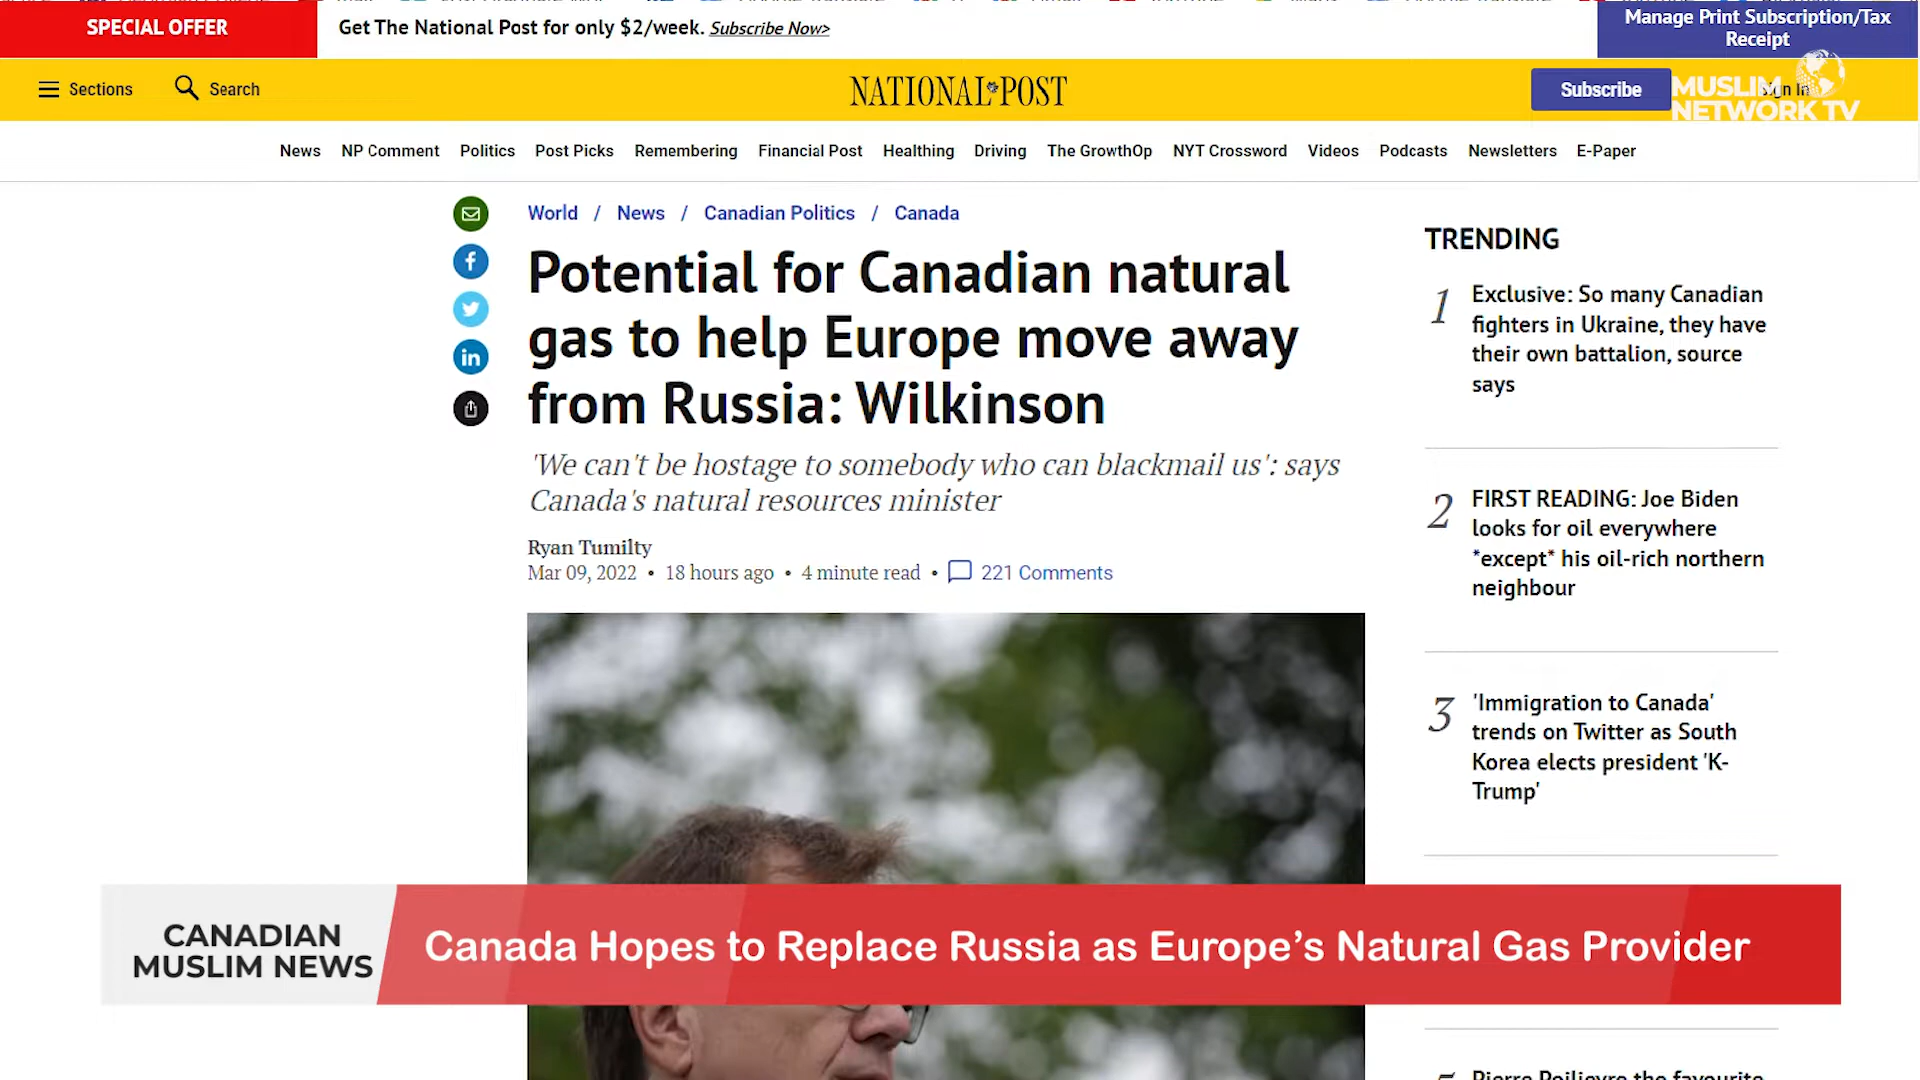 SPECIAL OFFER
Get The National Post for only $2/week. Subscribe Now>
Manage Print Subscription/Tax
Receipt
Sections
Search
NATIONAL POST
Subscribe
Sign In
MUSLIM
NETWORK TV
News NP Comment Politics Post Picks Remembering Financial Post Healthing Driving The GrowthOp NYT Crossword Videos Podcasts Newsletters E-Paper
World / News / Canadian Politics / Canada
Potential for Canadian natural
gas to help Europe move away
from Russia: Wilkinson
'We can't be hostage to somebody who can blackmail us': says
Canada's natural resources minister
Ryan Tumilty
Mar 09, 2022 • 18 hours ago • 4 minute read • 221 Comments
TRENDING
1
Exclusive: So many Canadian
fighters in Ukraine, they have
their own battalion, source
says
2
FIRST READING: Joe Biden
looks for oil everywhere
*except* his oil-rich northern
neighbour
3
'Immigration to Canada'
trends on Twitter as South
Korea elects president 'K-
Trump'
CANADIAN
MUSLIM NEWS
Canada Hopes to Replace Russia as Europe's Natural Gas Provider
Pierre Poilievre the favourite